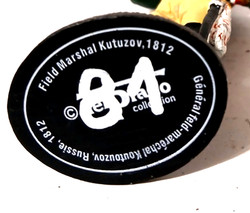 Field Marshal Kutuzov, 1812
81
©
collection
Général feld-maréchal Koutouzov, Russie, 1812